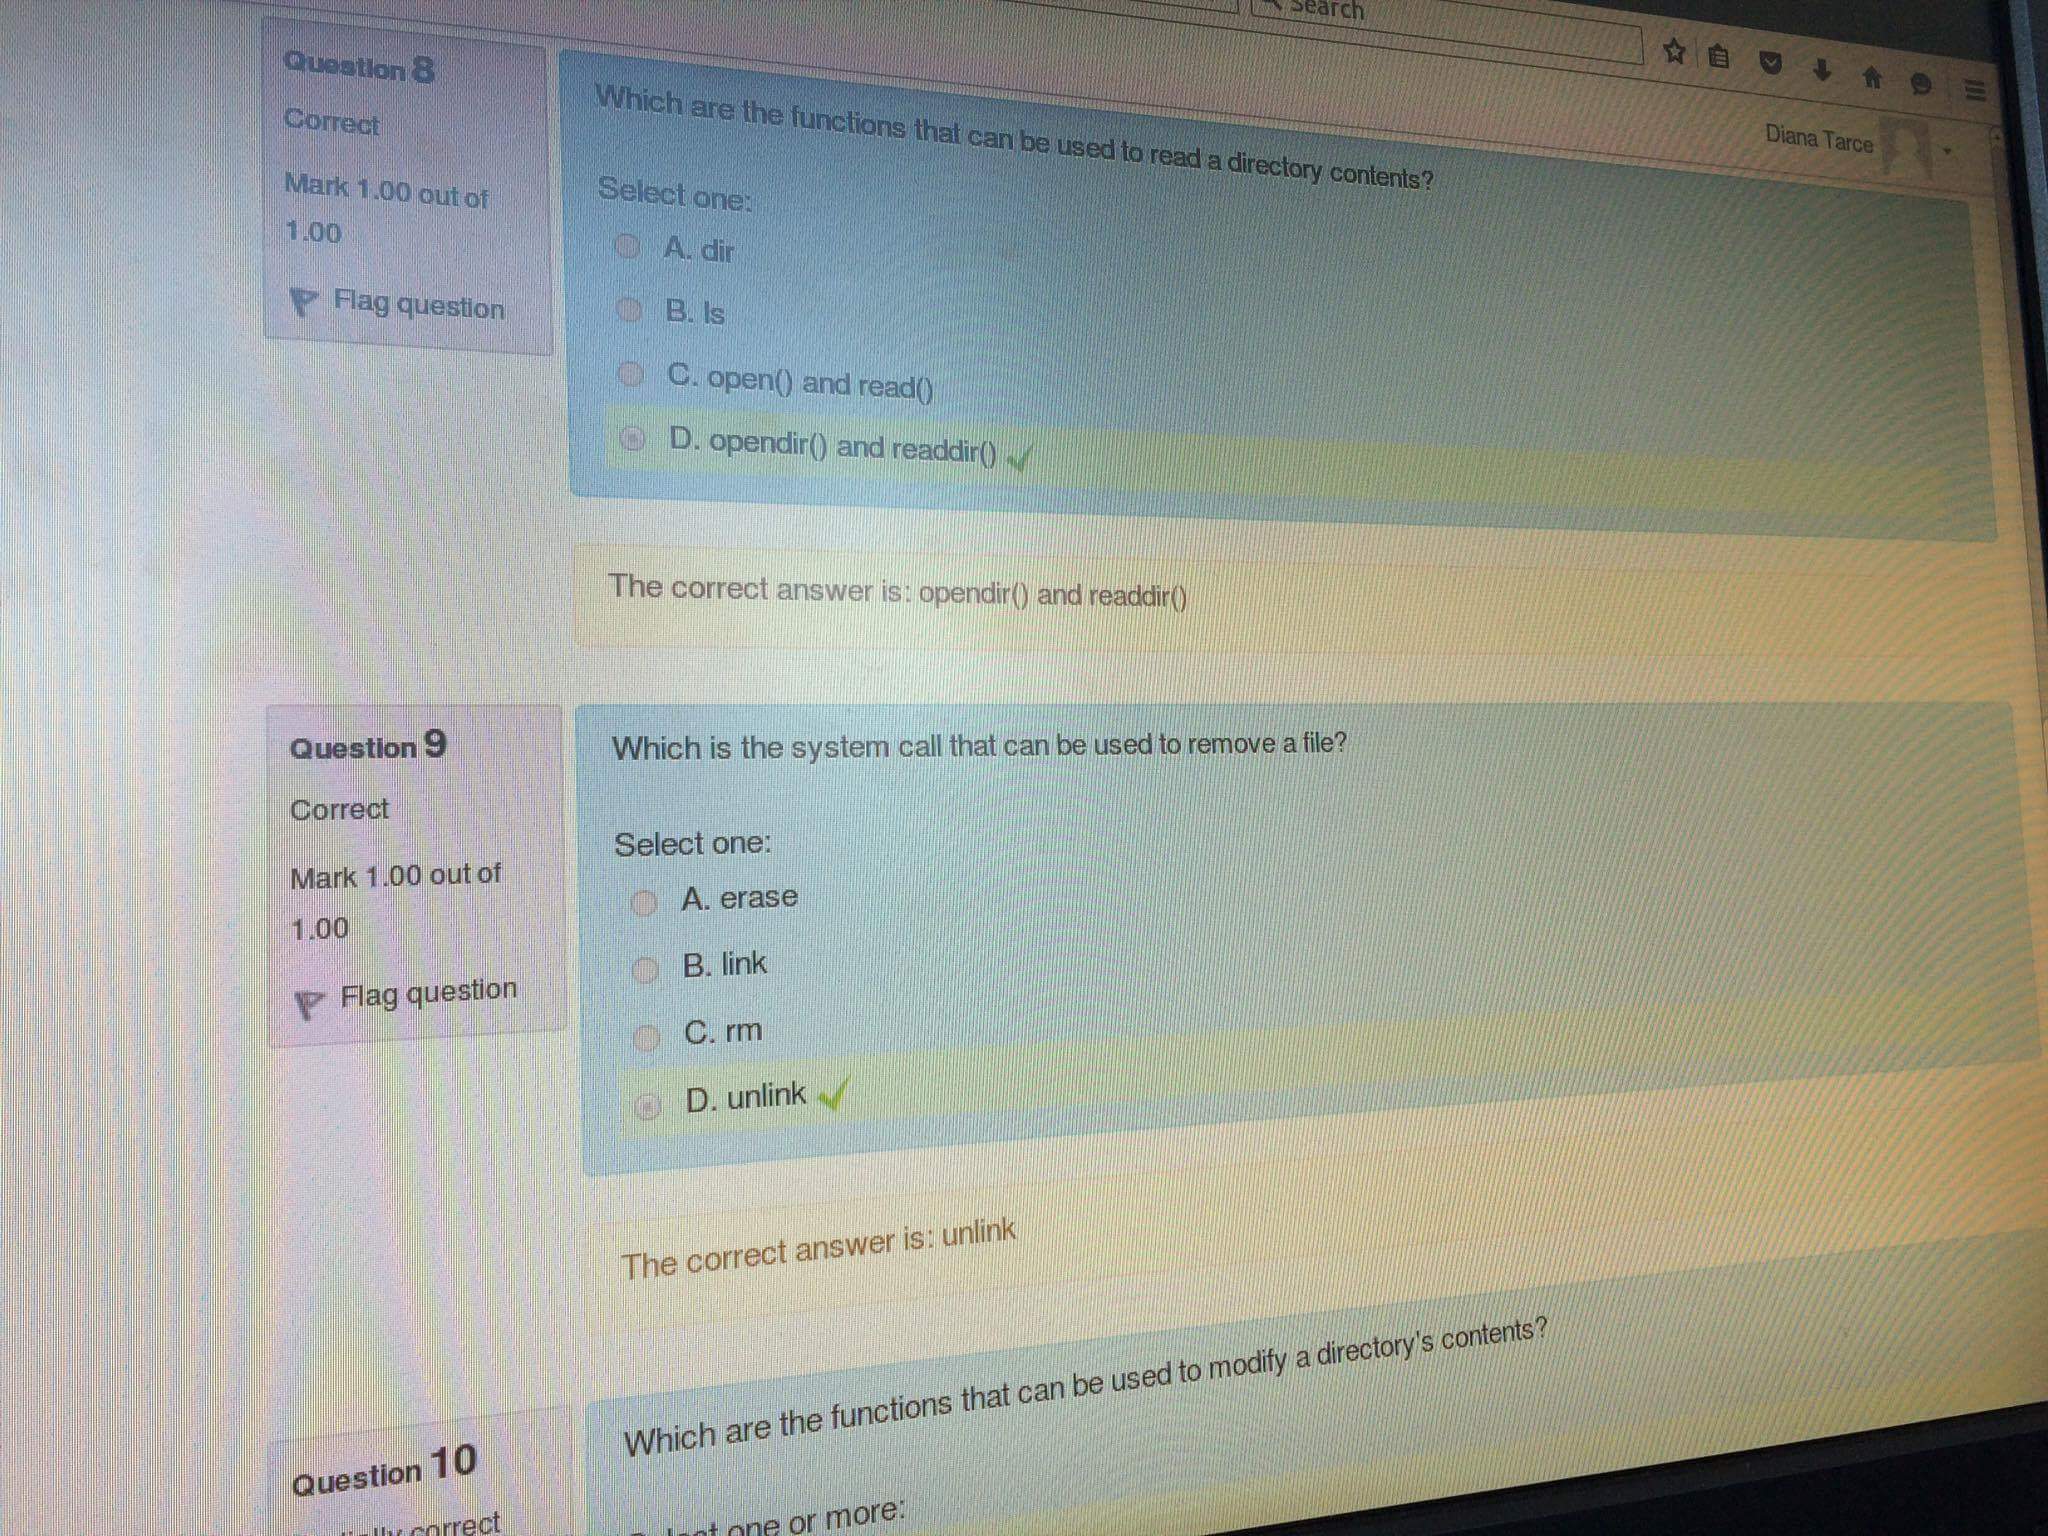 Search
Diana Tarce
Question 8
Correct
Mark 1.00 out of
1.00
Flag question
Which are the functions that can be used to read a directory contents?
Select one:
A. dir
B. ls
C. open() and read()
D. opendir() and readdir()
The correct answer is: opendir() and readdir()
Question 9
Correct
Mark 1.00 out of
1.00
Flag question
Which is the system call that can be used to remove a file?
Select one:
A. erase
B. link
C. rm
D. unlink
The correct answer is: unlink
Question 10
correct
Which are the functions that can be used to modify a directory's contents?
one or more: